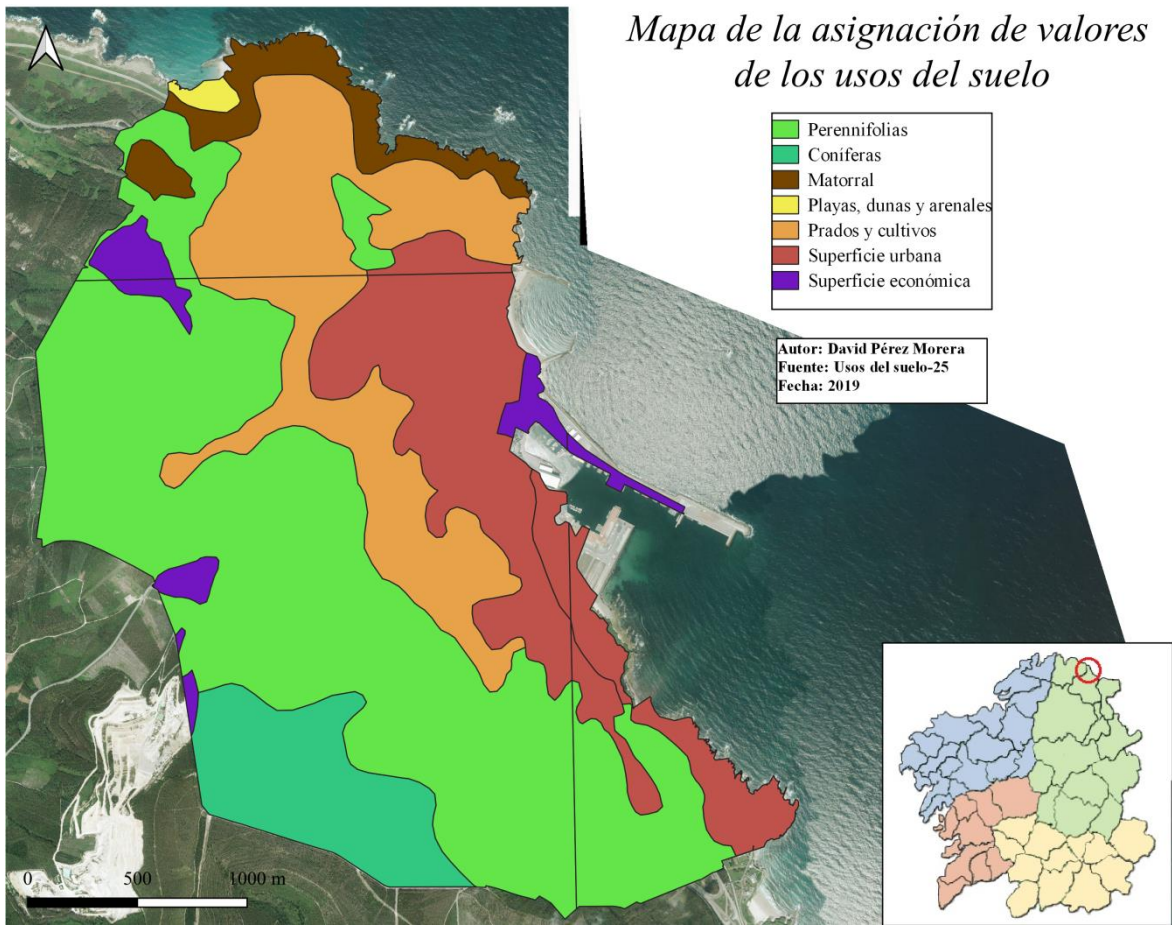 Mapa de la asignación de valores
de los usos del suelo
Perennifolias
Coníferas
Matorral
Playas, dunas y arenales
Prados y cultivos
Superficie urbana
Superficie económica
Autor: David Pérez Morera
Fuente: Usos del suelo-25
Fecha: 2019
0 500 1000 m